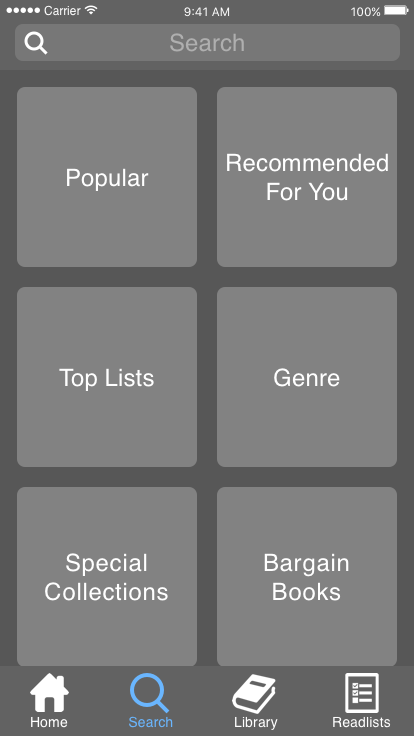 Carrier 9:41 AM 100%
Search
Popular
Recommended
For You
Top Lists
Genre
Special
Collections
Bargain
Books
Home Search Library Readlists